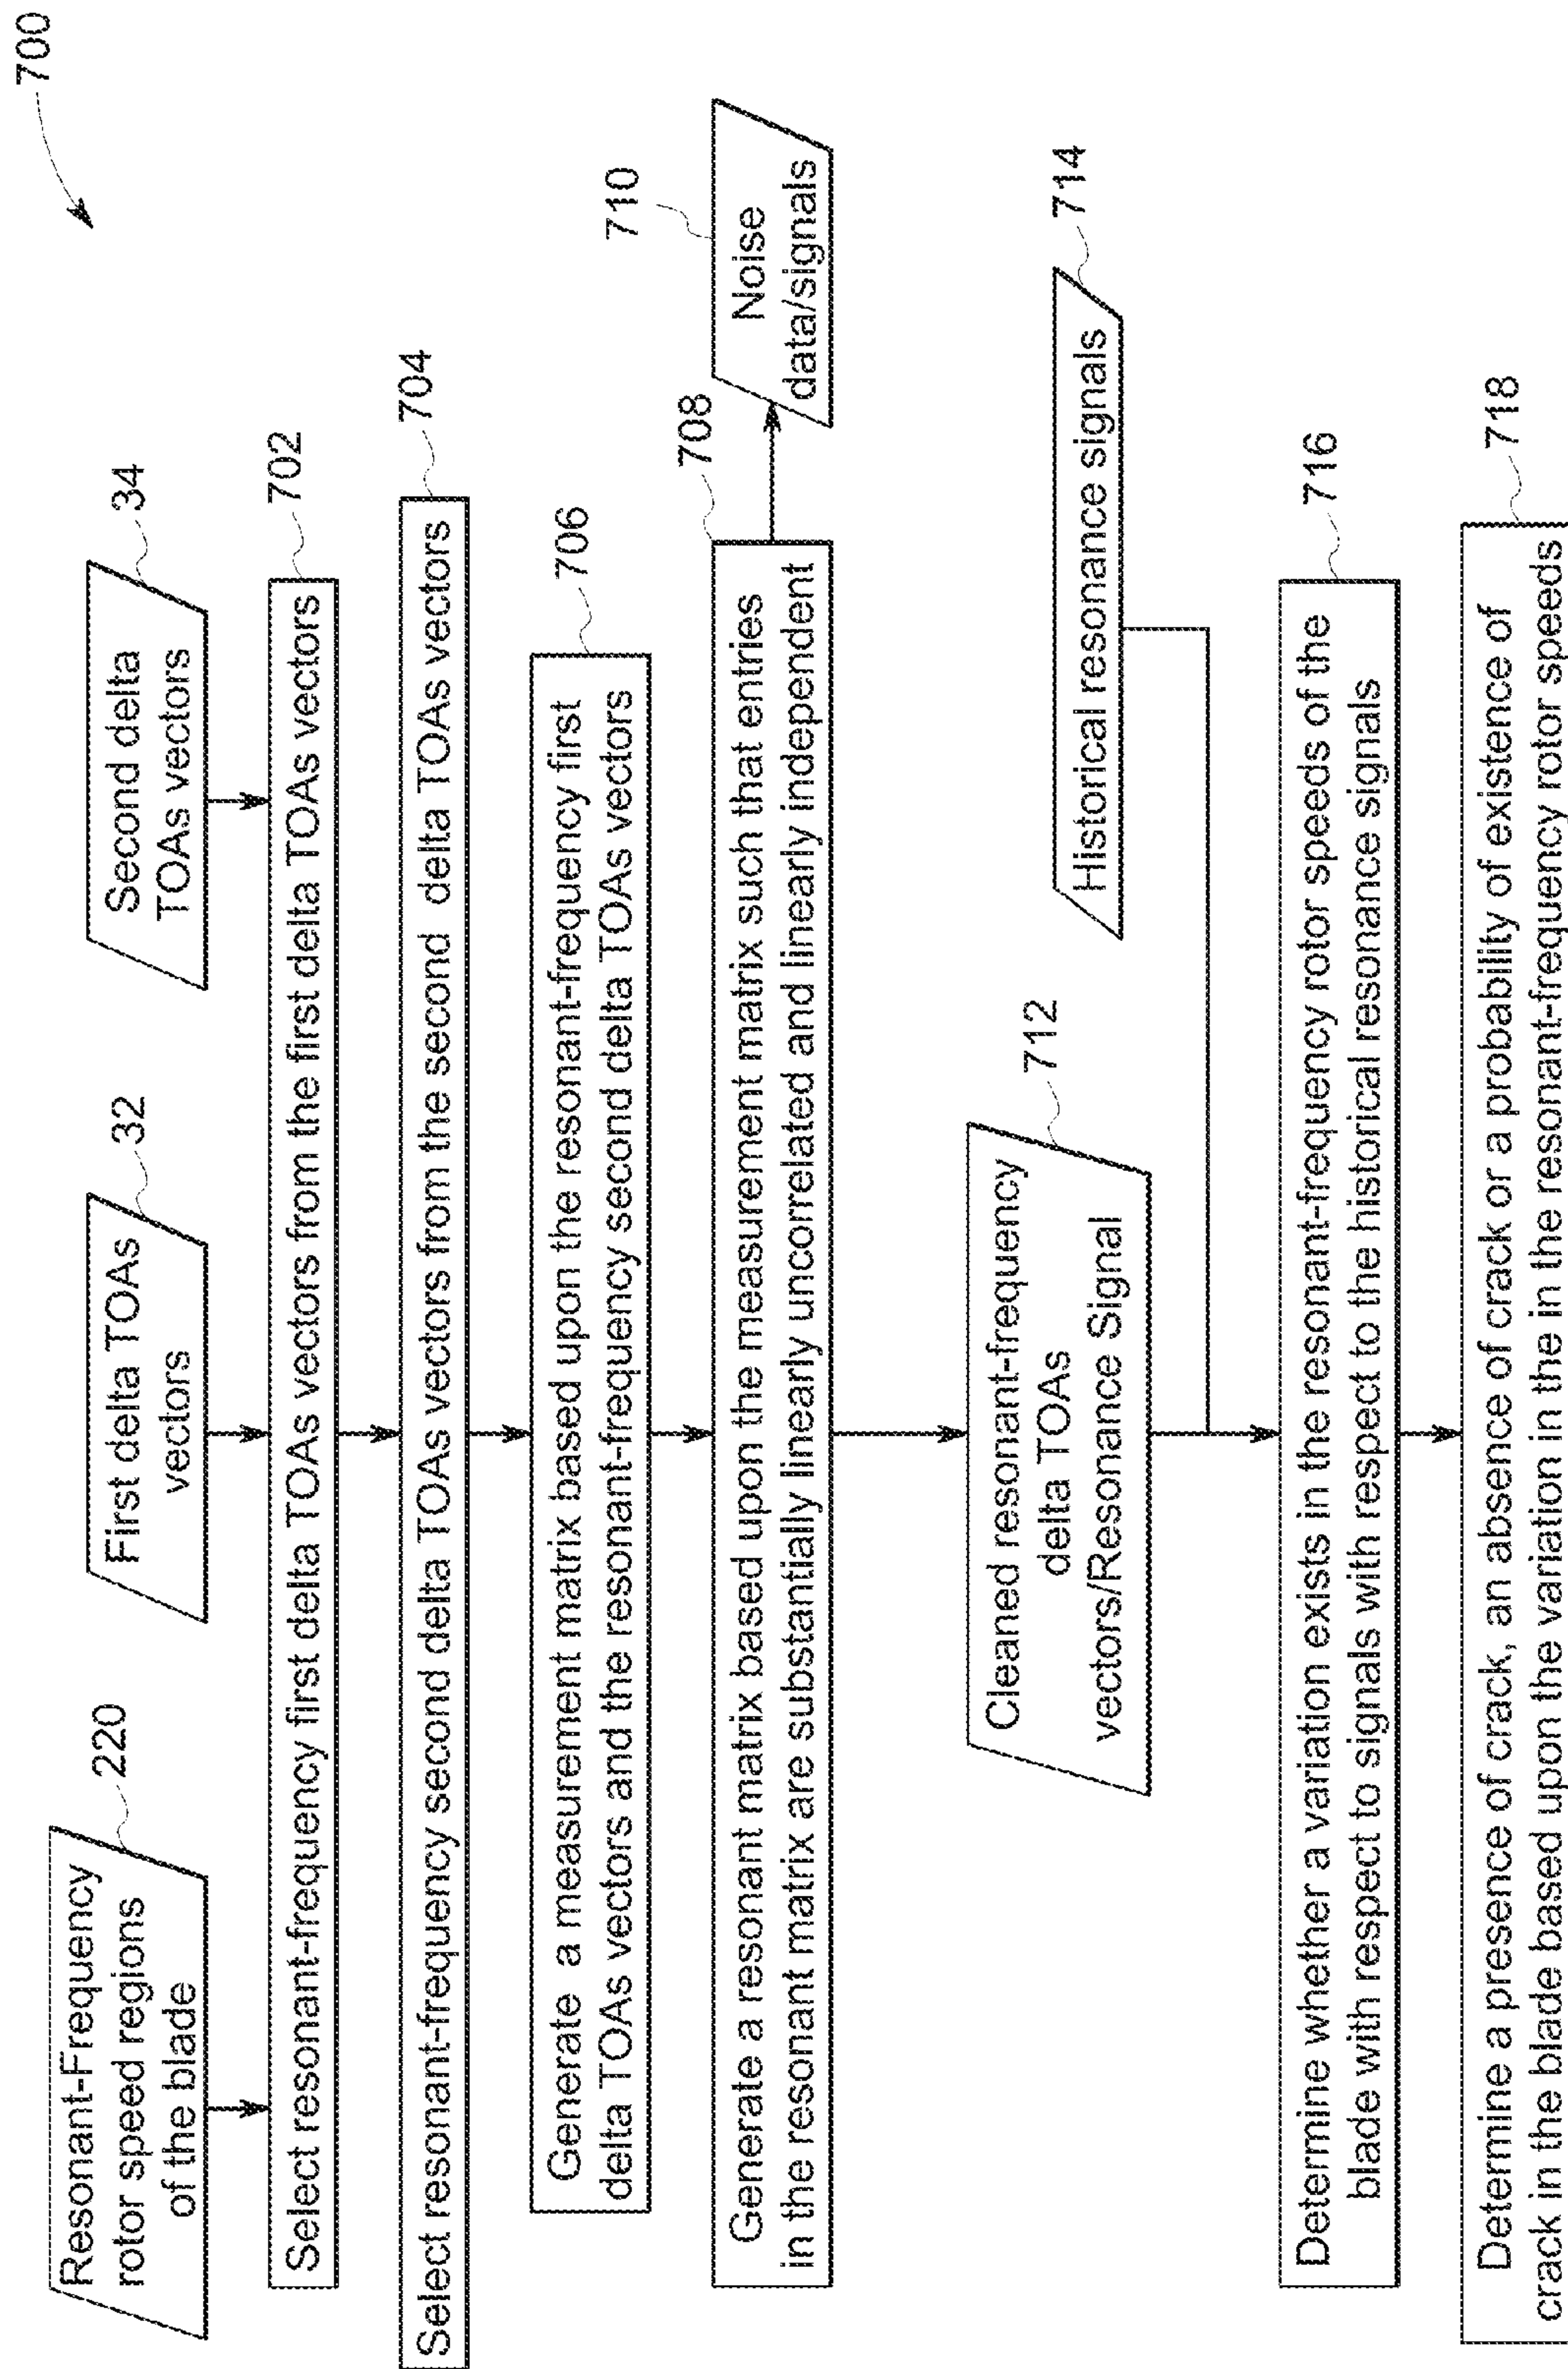 700
Resonant-Frequency
rotor speed regions
of the blade
220
First delta TOAs
vectors
32
Second delta
TOAs vectors
34
Select resonant-frequency first delta TOAs vectors from the first delta TOAs vectors
702
Select resonant-frequency second delta TOAs vectors from the second delta TOAs vectors
704
Generate a measurement matrix based upon the resonant-frequency first
delta TOAs vectors and the resonant-frequency second delta TOAs vectors
706
Generate a resonant matrix based upon the measurement matrix such that entries
in the resonant matrix are substantially linearly uncorrelated and linearly independent
708
Noise
data/signals
710
Cleaned resonant-frequency
delta TOAs
vectors/Resonance Signal
712
Historical resonance signals
714
Determine whether a variation exists in the resonant-frequency rotor speeds of the
blade with respect to signals with respect to the historical resonance signals
716
Determine a presence of crack, an absence of crack or a probability of existence of
crack in the blade based upon the variation in the in the resonant-frequency rotor speeds
718